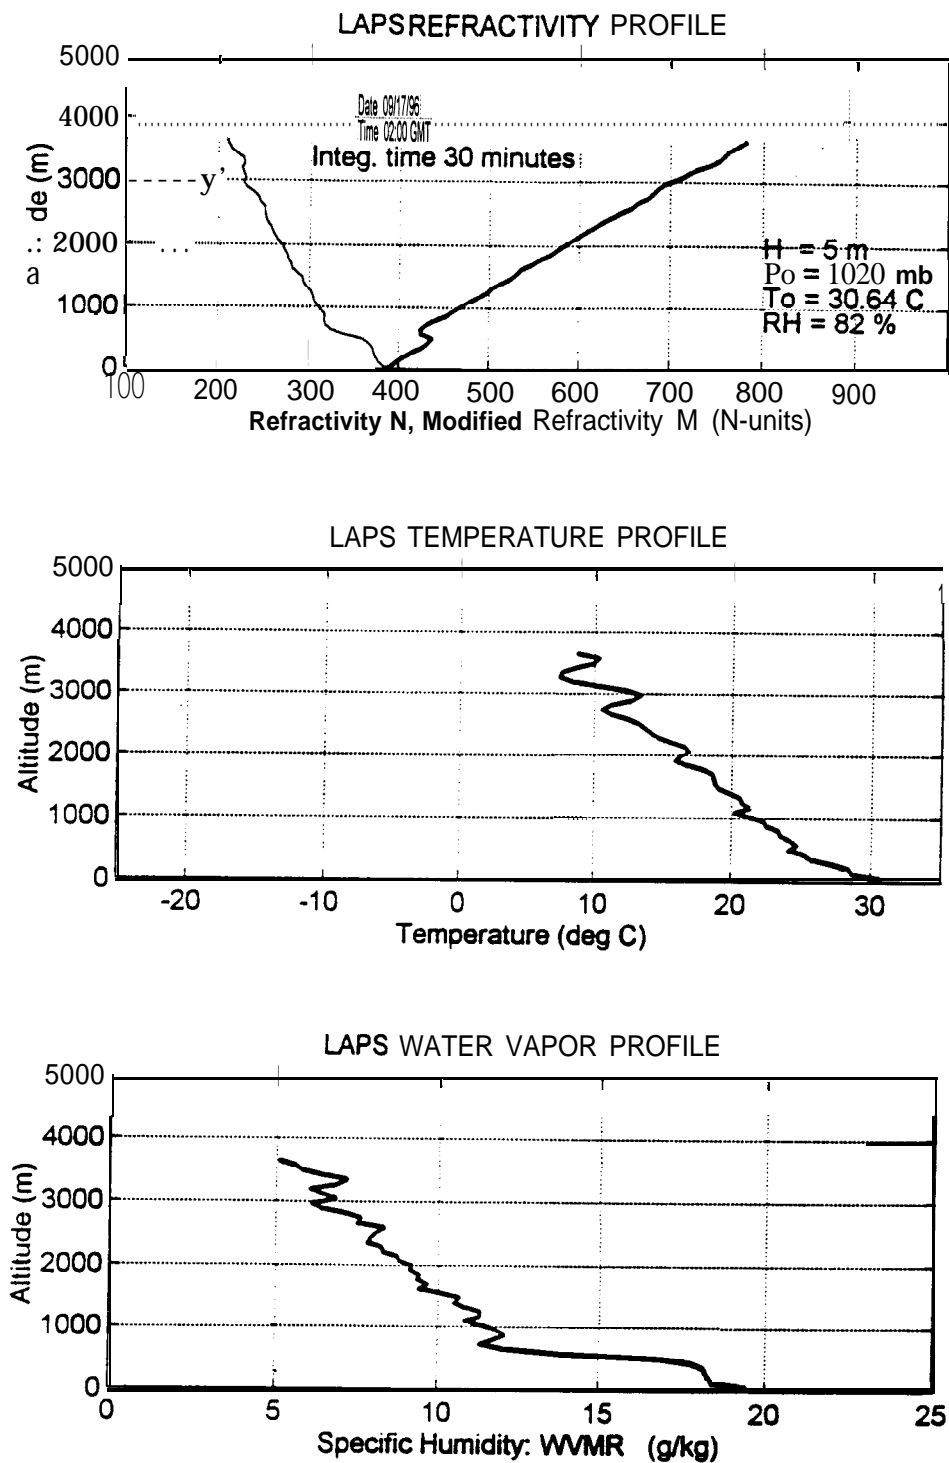 LAPS REFRACTIVITY PROFILE
5000
Date 09/17/96
4000
Time 02:00 GMT
Integ. time 30 minutes
de (m)
3000 - - - - - y'
.: 2000 ...
a
H = 5 m
Po = 1020 mb
To = 30.64 C
RH = 82 %
1000
0
100 200 300 400 500 600 700 800 900
Refractivity N, Modified Refractivity M (N-units)
LAPS TEMPERATURE PROFILE
5000
4000
3000
2000
1000
0
Altitude (m)
-20 -10 0 10 20 30
Temperature (deg C)
LAPS WATER VAPOR PROFILE
5000
4000
3000
2000
1000
0
Altitude (m)
0 5 10 15 20 25
Specific Humidity: WVMR (g/kg)